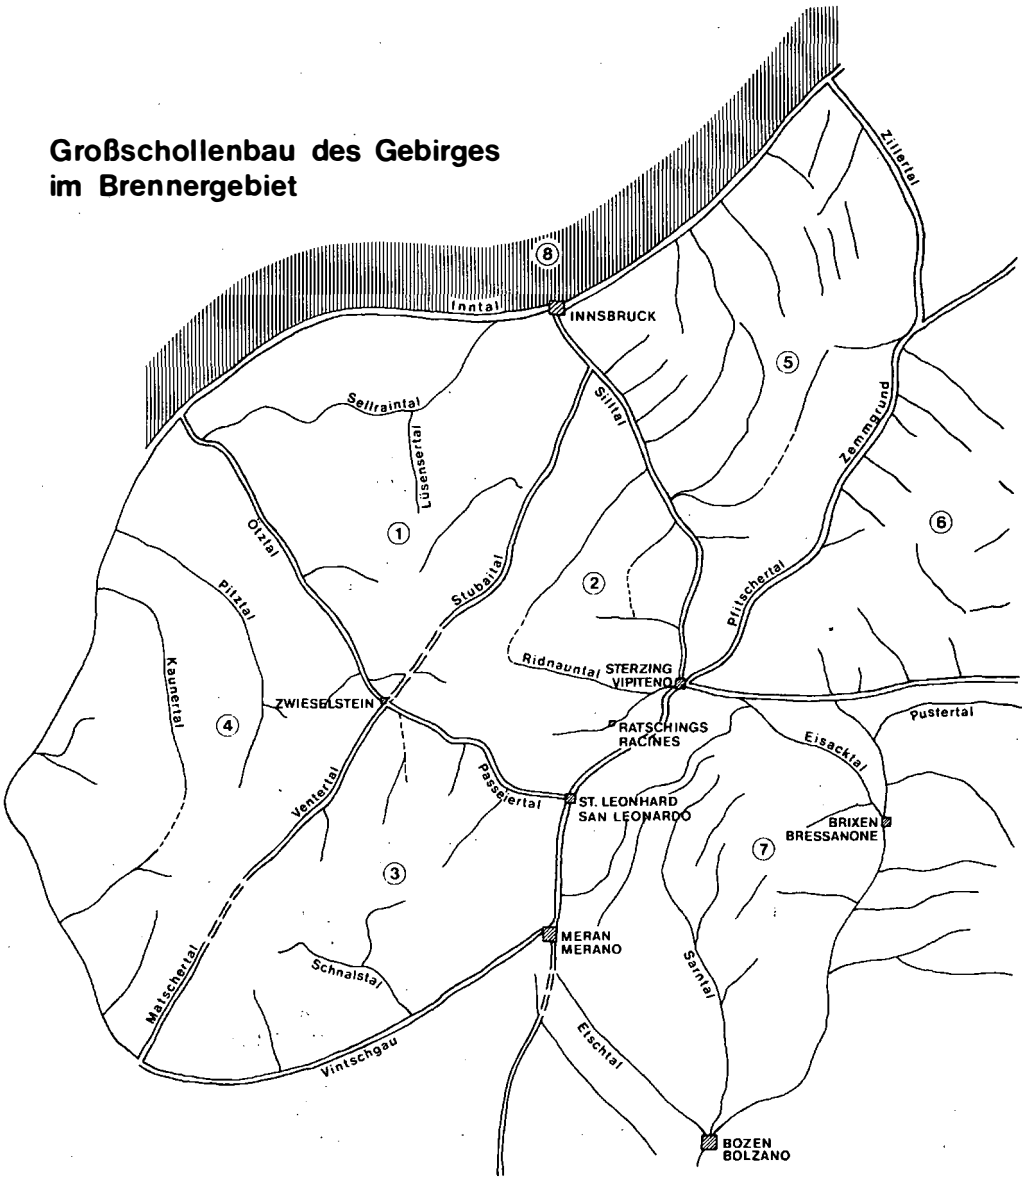 Großschollenbau des Gebirges
im Brennergebiet
Zillertal
8
Inntal
INNSBRUCK
5
Sellraintal
Silltal
Zemmgrund
Lüsensertal
Ötztal
1
6
Stubaital
2
Pfitschertal
Pitztal
Kaunertal
Ridnauntal
STERZING
VIPITENO
ZWIESELSTEIN
4
RATSCHINGS
RACINES
Pustertal
Eisacktal
Ventertal
Passeiertal
ST. LEONHARD
SAN LEONARDO
BRIXEN
BRESSANONE
7
3
MERAN
MERANO
Matschertal
Schnalstal
Sarntal
Vintschgau
Etschtal
BOZEN
BOLZANO